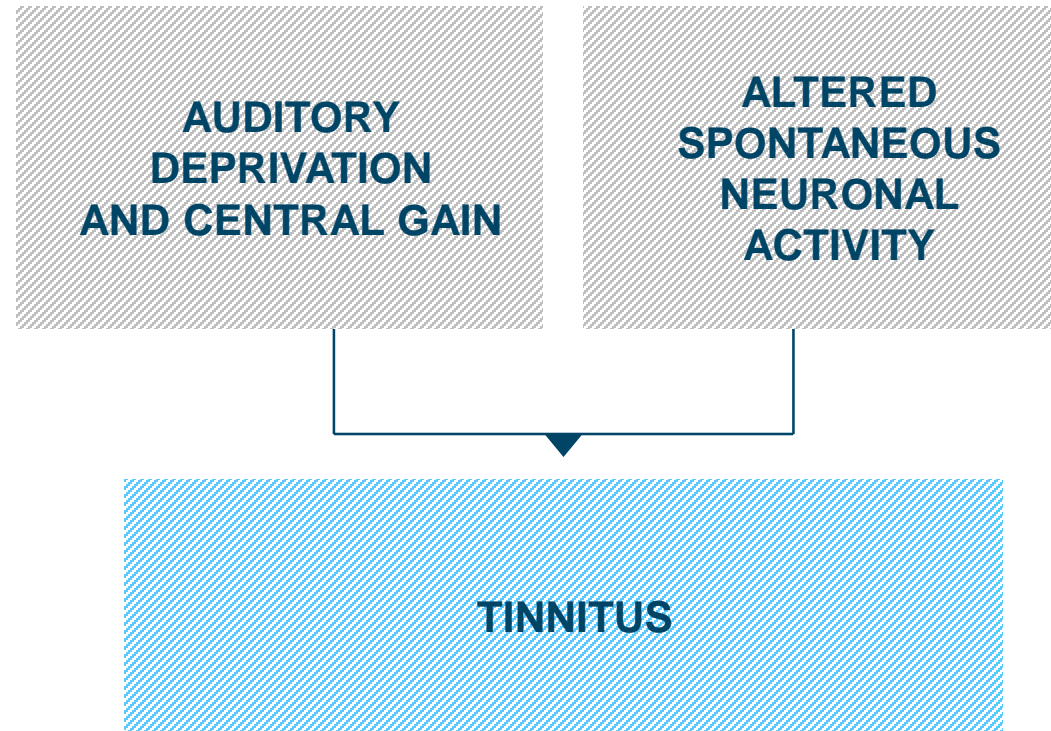 AUDITORY
DEPRIVATION
AND CENTRAL GAIN
ALTERED
SPONTANEOUS
NEURONAL
ACTIVITY
TINNITUS